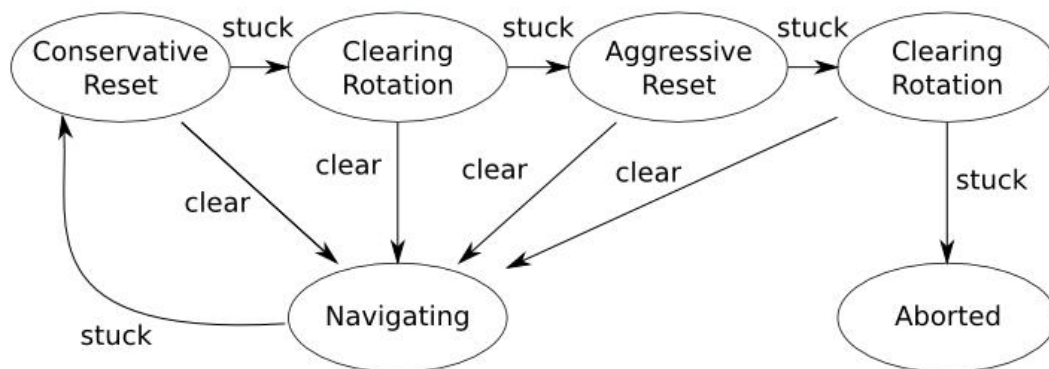 stuck
stuck
stuck
Conservative
Reset
Clearing
Rotation
Aggressive
Reset
Clearing
Rotation
clear
clear
clear
clear
stuck
Navigating
Aborted
stuck